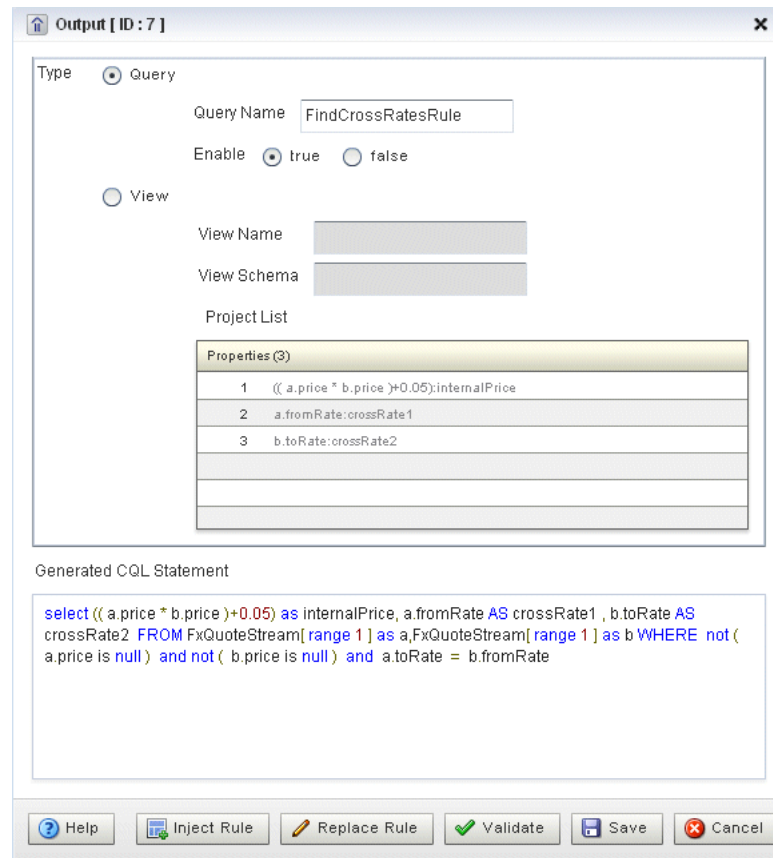 Output [ ID : 7 ]
Type Query
Query Name FindCrossRatesRule
Enable true false
View
View Name
View Schema
Project List
Properties (3)
1 (( a.price * b.price )+0.05):internalPrice
2 a.fromRate:crossRate1
3 b.toRate:crossRate2
Generated CQL Statement
select (( a.price * b.price )+0.05) as internalPrice, a.fromRate AS crossRate1 , b.toRate AS
crossRate2 FROM FxQuoteStream[ range 1 ] as a,FxQuoteStream[ range 1 ] as b WHERE not (
a.price is null ) and not ( b.price is null ) and a.toRate = b.fromRate
Help Inject Rule Replace Rule Validate Save Cancel